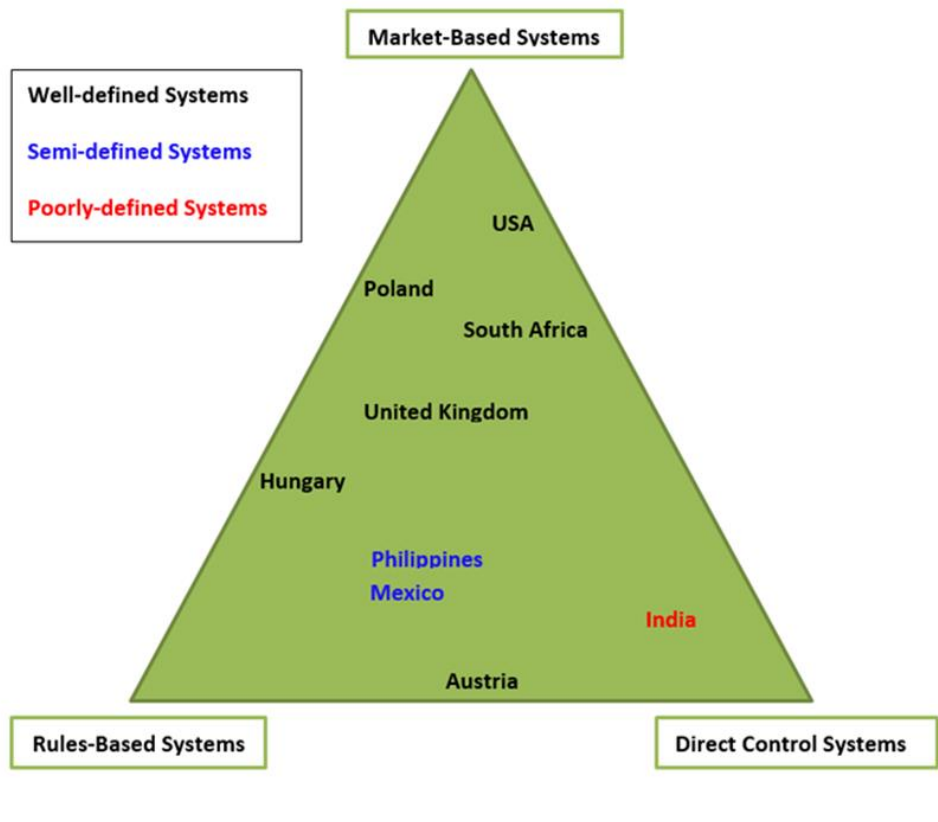 Market-Based Systems
Well-defined Systems
Semi-defined Systems
Poorly-defined Systems
USA
Poland
South Africa
United Kingdom
Hungary
Philippines
Mexico
India
Austria
Rules-Based Systems
Direct Control Systems